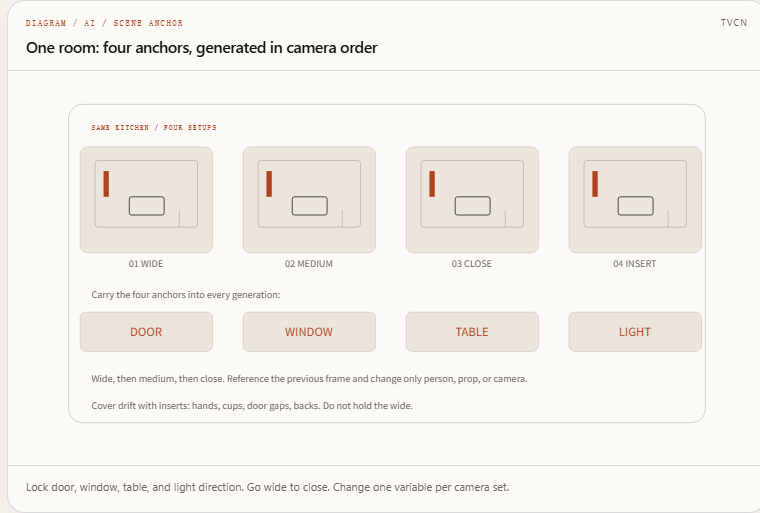 DIAGRAM / AI / SCENE ANCHOR
TVCN
One room: four anchors, generated in camera order
SAME KITCHEN / FOUR SETUPS
01 WIDE
02 MEDIUM
03 CLOSE
04 INSERT
Carry the four anchors into every generation:
DOOR
WINDOW
TABLE
LIGHT
Wide, then medium, then close. Reference the previous frame and change only person, prop, or camera.
Cover drift with inserts: hands, cups, door gaps, backs. Do not hold the wide.
Lock door, window, table, and light direction. Go wide to close. Change one variable per camera set.